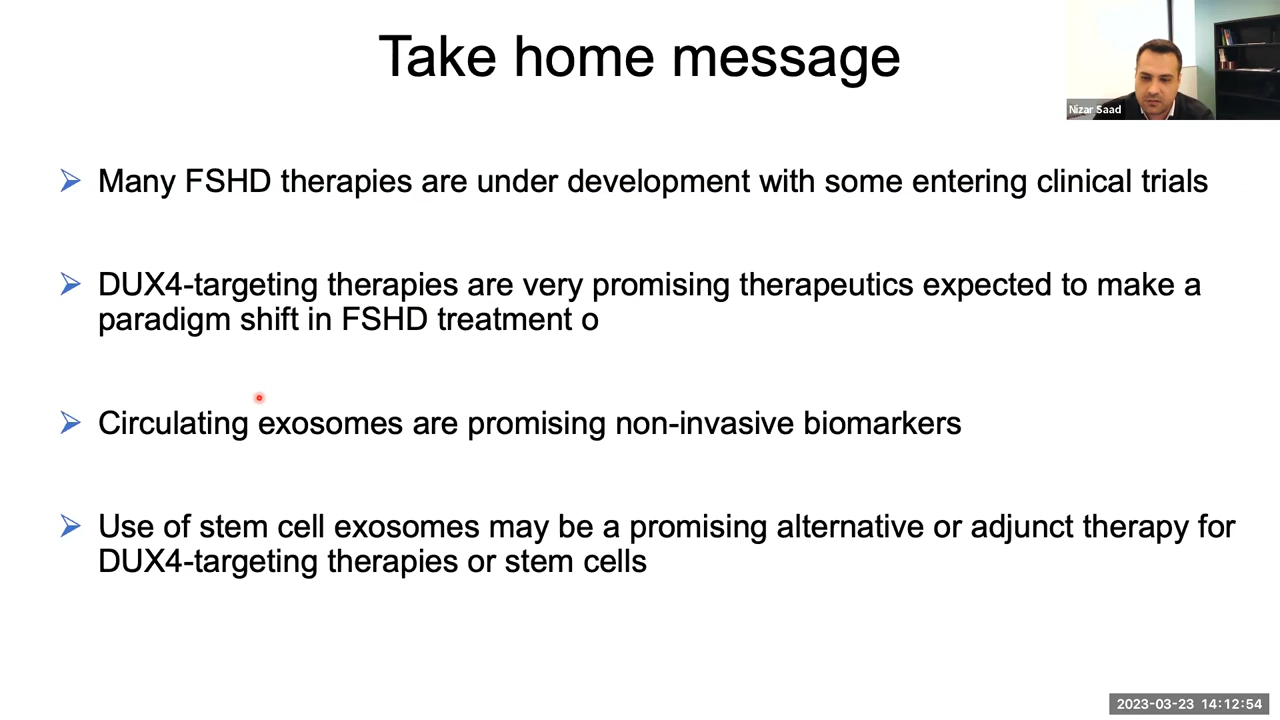 Take home message
Nizar Saad
Many FSHD therapies are under development with some entering clinical trials
DUX4-targeting therapies are very promising therapeutics expected to make a
paradigm shift in FSHD treatment o
Circulating exosomes are promising non-invasive biomarkers
Use of stem cell exosomes may be a promising alternative or adjunct therapy for
DUX4-targeting therapies or stem cells
2023-03-23 14:12:54